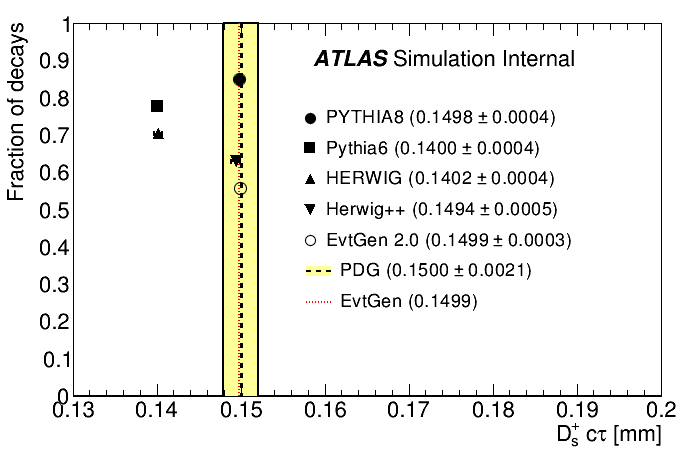 Fraction of decays
1
0.9
0.8
0.7
0.6
0.5
0.4
0.3
0.2
0.1
0
0.13 0.14 0.15 0.16 0.17 0.18 0.19 0.2
D_s^+ cτ [mm]
ATLAS Simulation Internal
PYTHIA8 (0.1498 ± 0.0004)
Pythia6 (0.1400 ± 0.0004)
HERWIG (0.1402 ± 0.0004)
Herwig++ (0.1494 ± 0.0005)
EvtGen 2.0 (0.1499 ± 0.0003)
PDG (0.1500 ± 0.0021)
EvtGen (0.1499)